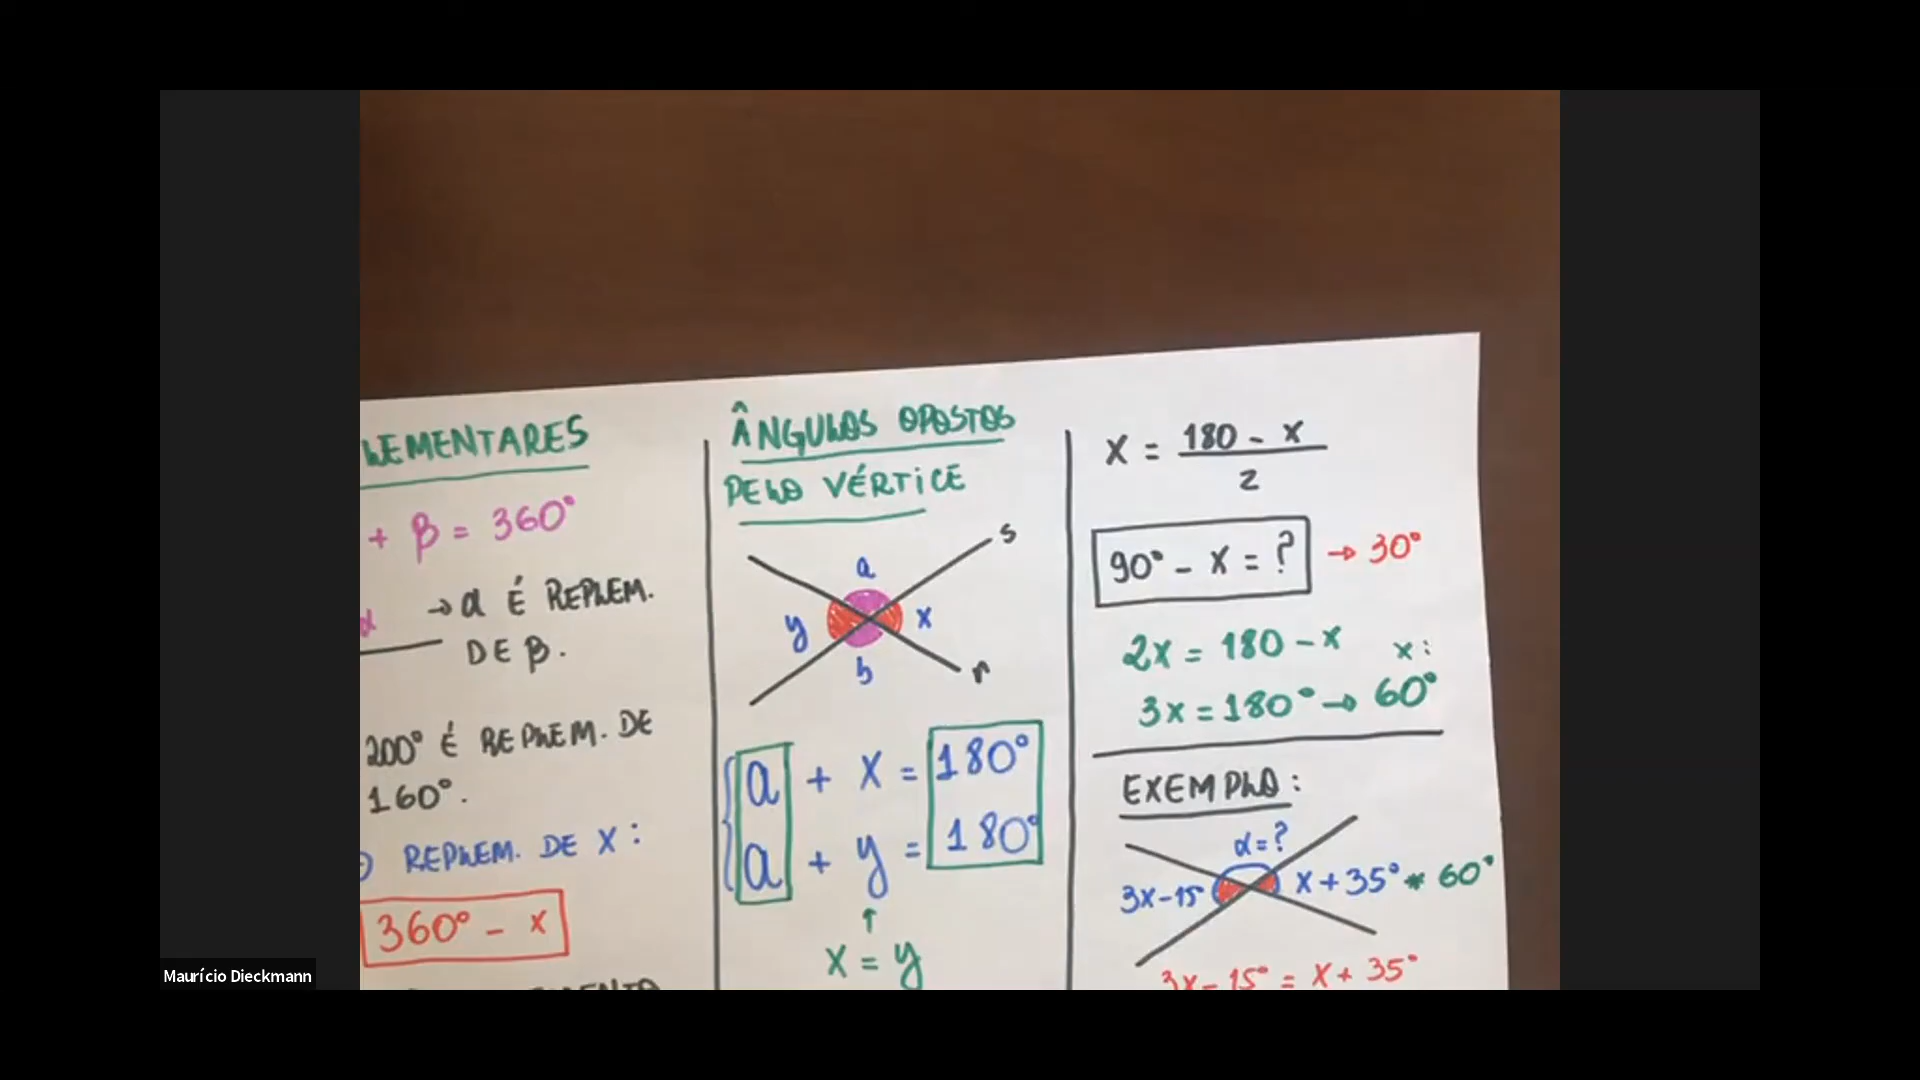 LEMENTARES
+ β = 360°
α → α É REPLEM.
DE β.
200° É REPLEM. DE
160°.
REPLEM. DE X:
360° - x
ÂNGULOS OPOSTOS
PELO VÉRTICE
s
a
y x
b
r
a + x = 180°
a + y = 180°
↑
x = y
x = 180 - x
2
90° - x = ? → 30°
2x = 180 - x x:
3x = 180° → 60°
EXEMPLO:
α = ?
3x-15° x + 35° * 60°
3x - 15° = x + 35°
Maurício Dieckmann